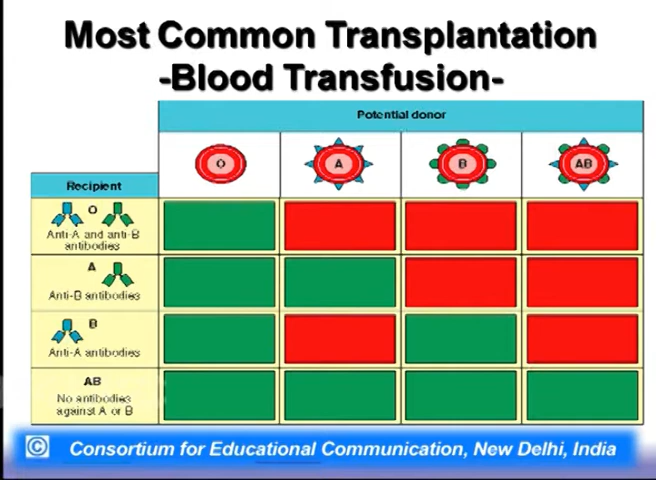 Most Common Transplantation
-Blood Transfusion-
Potential donor
O
A
B
AB
Recipient
O
Anti-A and anti-B
antibodies
A
Anti-B antibodies
B
Anti-A antibodies
AB
No antibodies
against A or B
© Consortium for Educational Communication, New Delhi, India